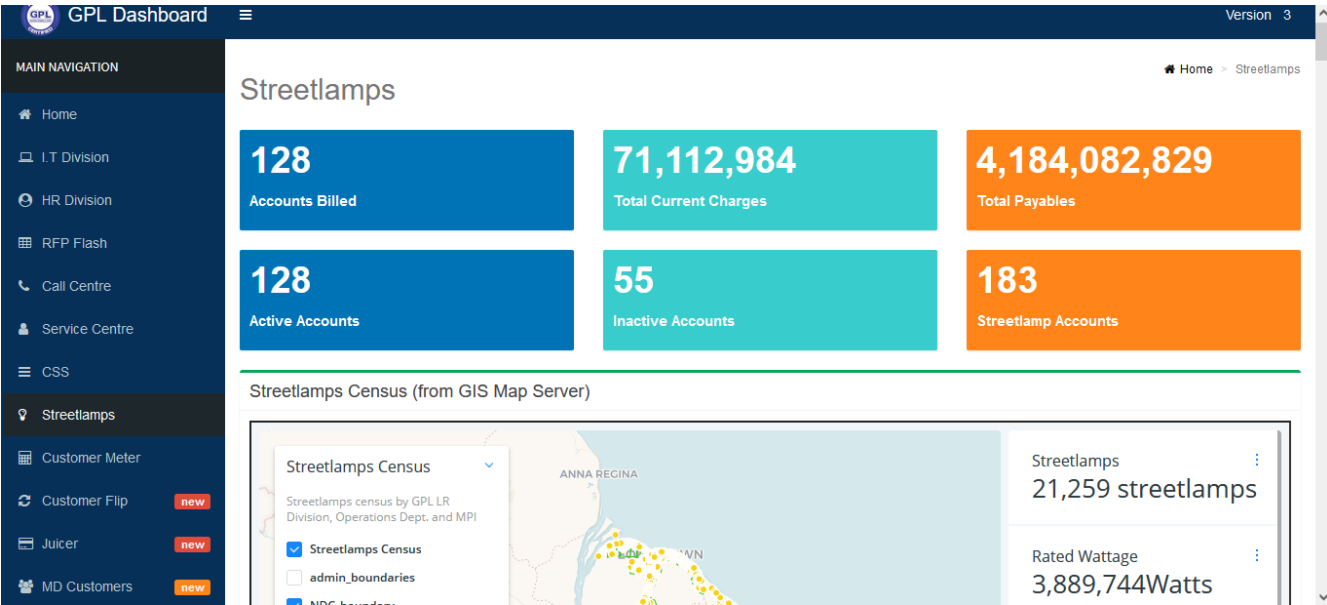 GPL
GPL Dashboard
Version 3
MAIN NAVIGATION
Home
I.T Division
HR Division
RFP Flash
Call Centre
Service Centre
CSS
Streetlamps
Customer Meter
Customer Flip new
Juicer new
MD Customers new
Home > Streetlamps
Streetlamps
128
Accounts Billed
71,112,984
Total Current Charges
4,184,082,829
Total Payables
128
Active Accounts
55
Inactive Accounts
183
Streetlamp Accounts
Streetlamps Census (from GIS Map Server)
Streetlamps Census
Streetlamps census by GPL LR
Division, Operations Dept. and MPI
Streetlamps Census
admin_boundaries
NDC_boundary
ANNA REGINA
Streetlamps
21,259 streetlamps
Rated Wattage
3,889,744Watts